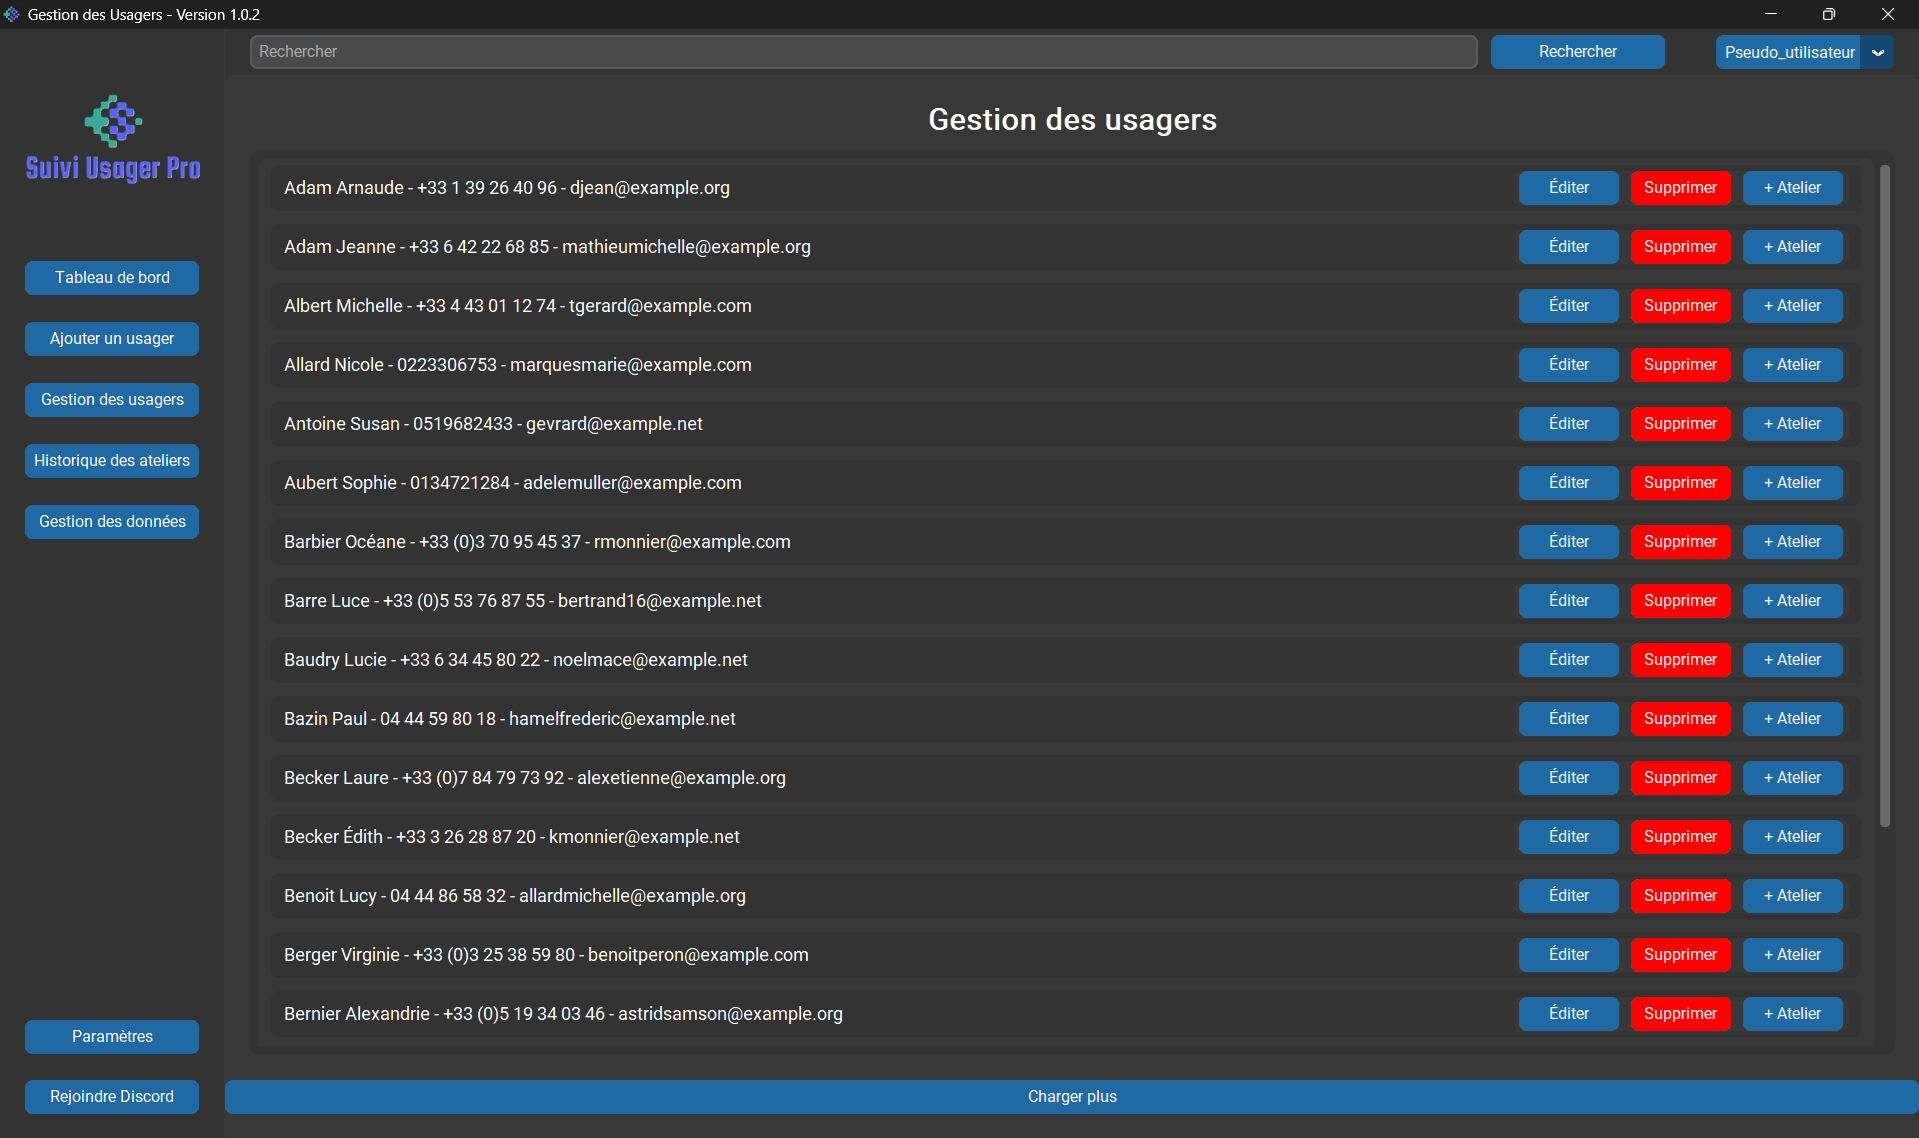 Gestion des Usagers - Version 1.0.2
Rechercher Rechercher Pseudo_utilisateur
Suivi Usager Pro
Tableau de bord
Ajouter un usager
Gestion des usagers
Historique des ateliers
Gestion des données
Paramètres
Rejoindre Discord
Gestion des usagers
Adam Arnaude - +33 1 39 26 40 96 - djean@example.org Éditer Supprimer + Atelier
Adam Jeanne - +33 6 42 22 68 85 - mathieumichelle@example.org Éditer Supprimer + Atelier
Albert Michelle - +33 4 43 01 12 74 - tgerard@example.com Éditer Supprimer + Atelier
Allard Nicole - 0223306753 - marquesmarie@example.com Éditer Supprimer + Atelier
Antoine Susan - 0519682433 - gevrard@example.net Éditer Supprimer + Atelier
Aubert Sophie - 0134721284 - adelemuller@example.com Éditer Supprimer + Atelier
Barbier Océane - +33 (0)3 70 95 45 37 - rmonnier@example.com Éditer Supprimer + Atelier
Barre Luce - +33 (0)5 53 76 87 55 - bertrand16@example.net Éditer Supprimer + Atelier
Baudry Lucie - +33 6 34 45 80 22 - noelmace@example.net Éditer Supprimer + Atelier
Bazin Paul - 04 44 59 80 18 - hamelfrederic@example.net Éditer Supprimer + Atelier
Becker Laure - +33 (0)7 84 79 73 92 - alexetienne@example.org Éditer Supprimer + Atelier
Becker Édith - +33 3 26 28 87 20 - kmonnier@example.net Éditer Supprimer + Atelier
Benoit Lucy - 04 44 86 58 32 - allardmichelle@example.org Éditer Supprimer + Atelier
Berger Virginie - +33 (0)3 25 38 59 80 - benoitperon@example.com Éditer Supprimer + Atelier
Bernier Alexandrie - +33 (0)5 19 34 03 46 - astridsamson@example.org Éditer Supprimer + Atelier
Charger plus